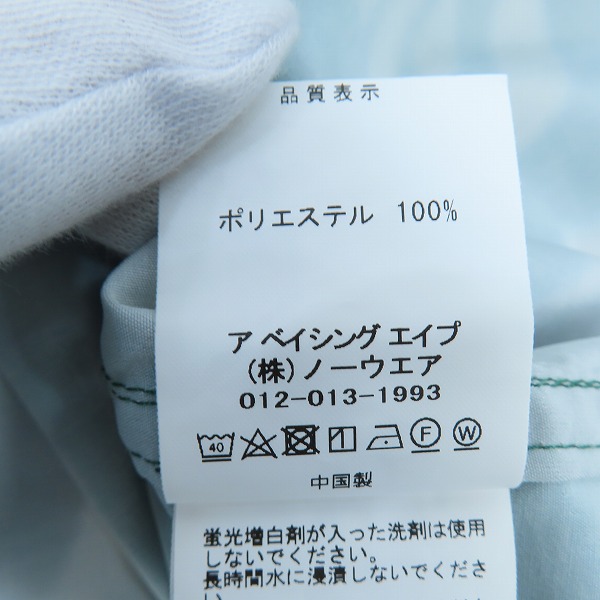 品質表示
ポリエステル 100%
ア ベイシング エイプ
(株)ノーウエア
012-013-1993
40 F W
中国製
蛍光増白剤が入った洗剤は使用
しないでください。
長時間水に浸漬しないでくださ
い。